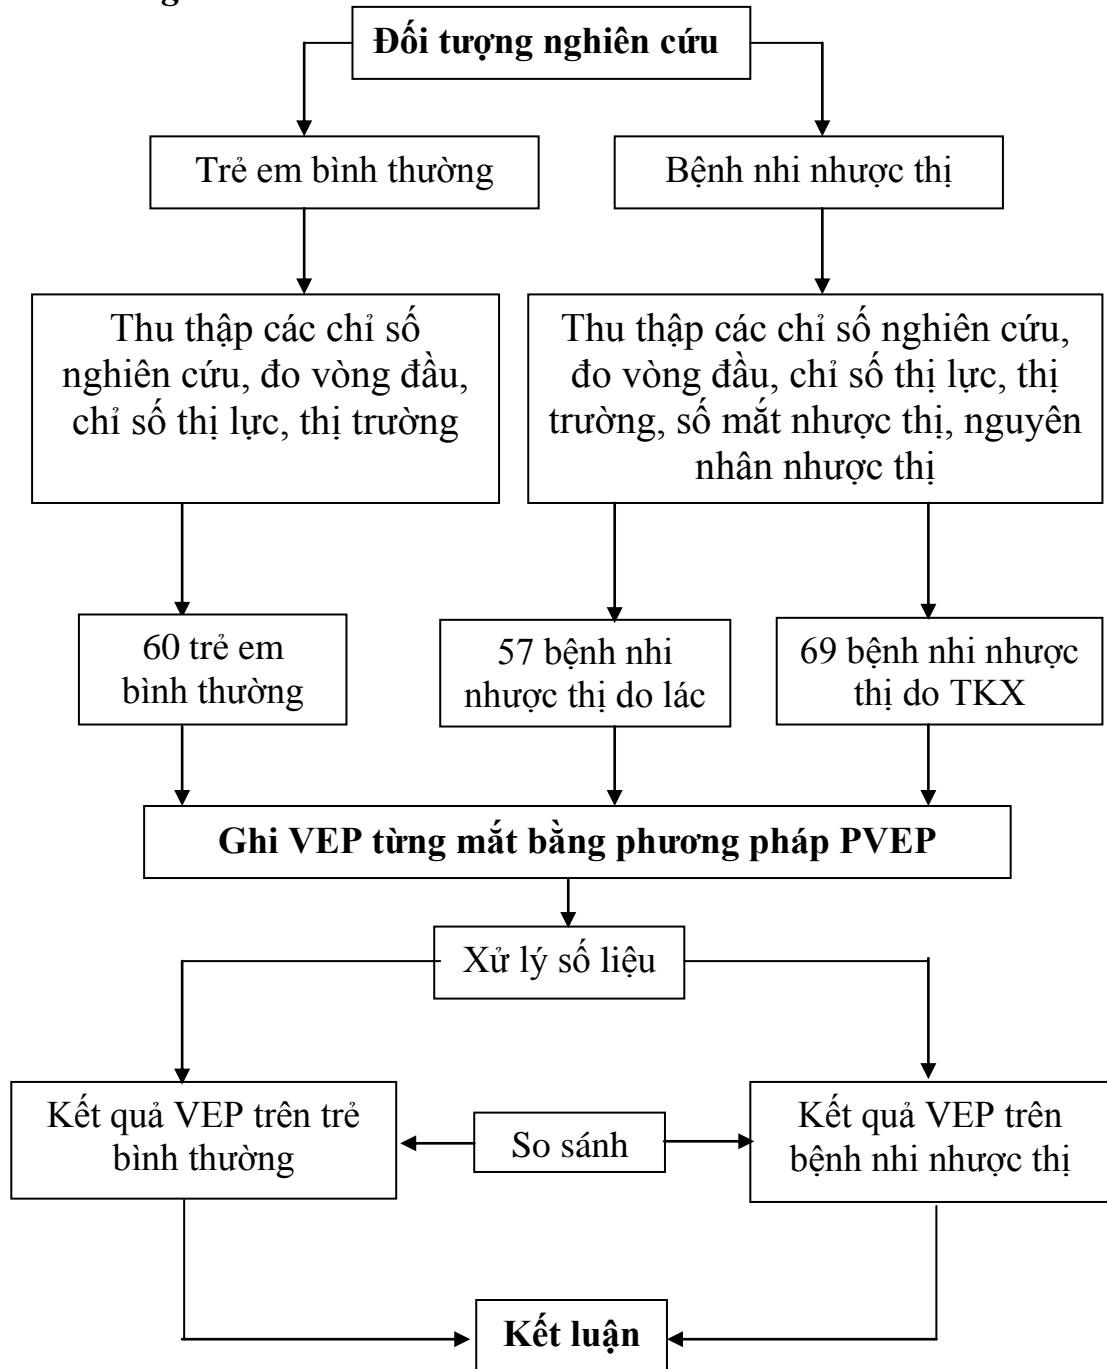 Đối tượng nghiên cứu
Trẻ em bình thường
Bệnh nhi nhược thị
Thu thập các chỉ số
nghiên cứu, đo vòng đầu,
chỉ số thị lực, thị trường
Thu thập các chỉ số nghiên cứu,
đo vòng đầu, chỉ số thị lực, thị
trường, số mắt nhược thị, nguyên
nhân nhược thị
60 trẻ em
bình thường
57 bệnh nhi
nhược thị do lác
69 bệnh nhi nhược
thị do TKX
Ghi VEP từng mắt bằng phương pháp PVEP
Xử lý số liệu
Kết quả VEP trên trẻ
bình thường
So sánh
Kết quả VEP trên
bệnh nhi nhược thị
Kết luận